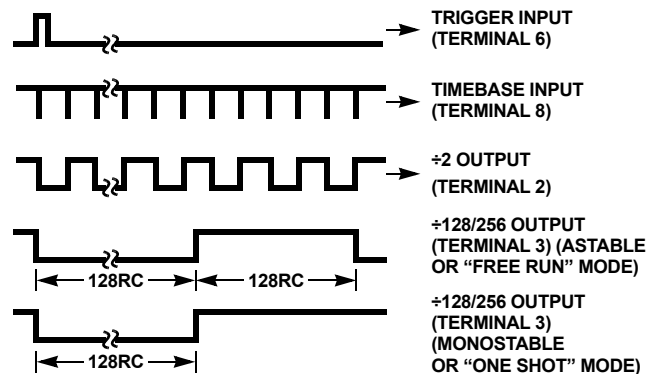 TRIGGER INPUT
(TERMINAL 6)
TIMEBASE INPUT
(TERMINAL 8)
÷2 OUTPUT
(TERMINAL 2)
÷128/256 OUTPUT
(TERMINAL 3) (ASTABLE
OR “FREE RUN” MODE)
128RC
128RC
÷128/256 OUTPUT
(TERMINAL 3)
(MONOSTABLE
OR “ONE SHOT” MODE)
128RC